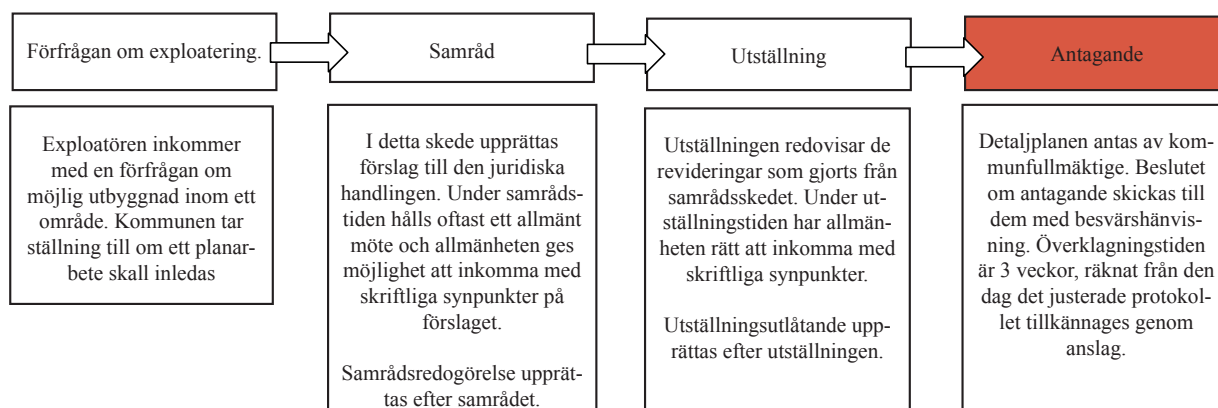 Förfrågan om exploatering.
Samråd
Utställning
Antagande
Exploatören inkommer
med en förfrågan om
möjlig utbyggnad inom ett
område. Kommunen tar
ställning till om ett planar-
bete skall inledas
I detta skede upprättas
förslag till den juridiska
handlingen. Under samråds-
tiden hålls oftast ett allmänt
möte och allmänheten ges
möjlighet att inkomma med
skriftliga synpunkter på
förslaget.
Samrådsredogörelse upprät-
tas efter samrådet.
Utställningen redovisar de
revideringar som gjorts från
samrådsskedet. Under ut-
ställningstiden har allmän-
heten rätt att inkomma med
skriftliga synpunkter.
Utställningsutlåtande upp-
rättas efter utställningen.
Detaljplanen antas av kom-
munfullmäktige. Beslutet
om antagande skickas till
dem med besvärshänvis-
ning. Överklagningstiden
är 3 veckor, räknat från den
dag det justerade protokol-
let tillkännages genom
anslag.